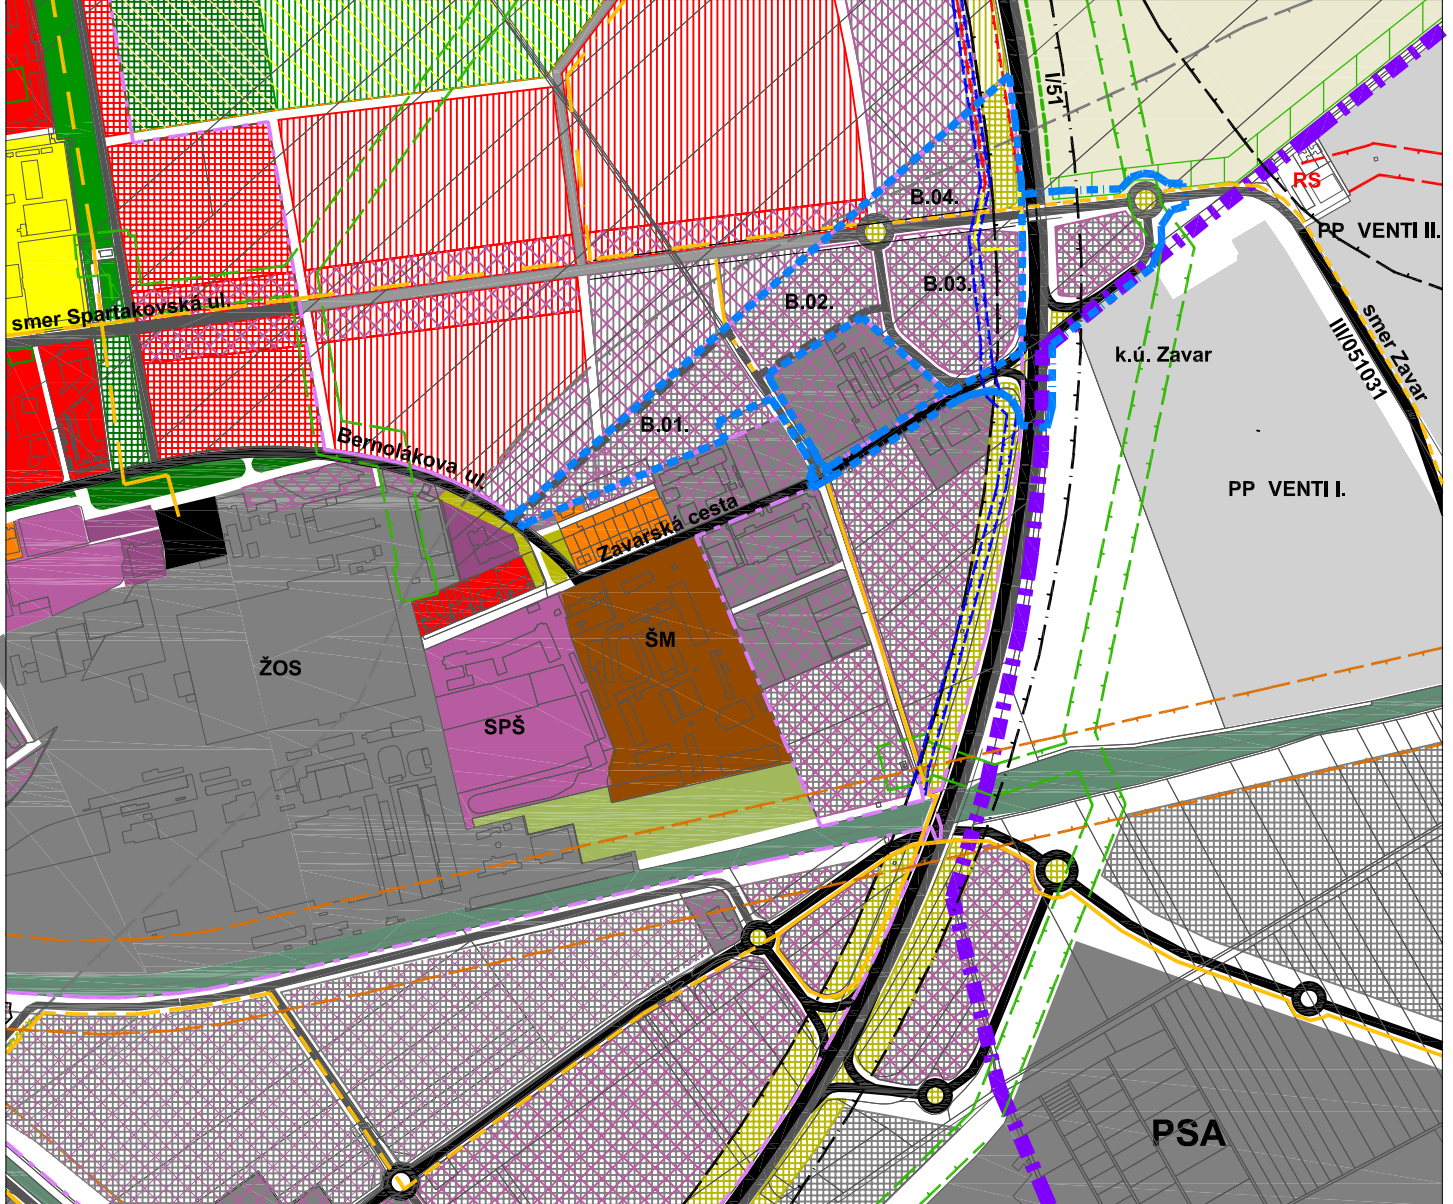 I/51
RS
B.04.
PP VENTI II.
B.03.
B.02.
smer Spartakovská ul.
smer Zavar
III/051031
k.ú. Zavar
B.01.
Bernolákova ul.
PP VENTI I.
Zavarská cesta
ŠM
ŽOS
SPŠ
PSA